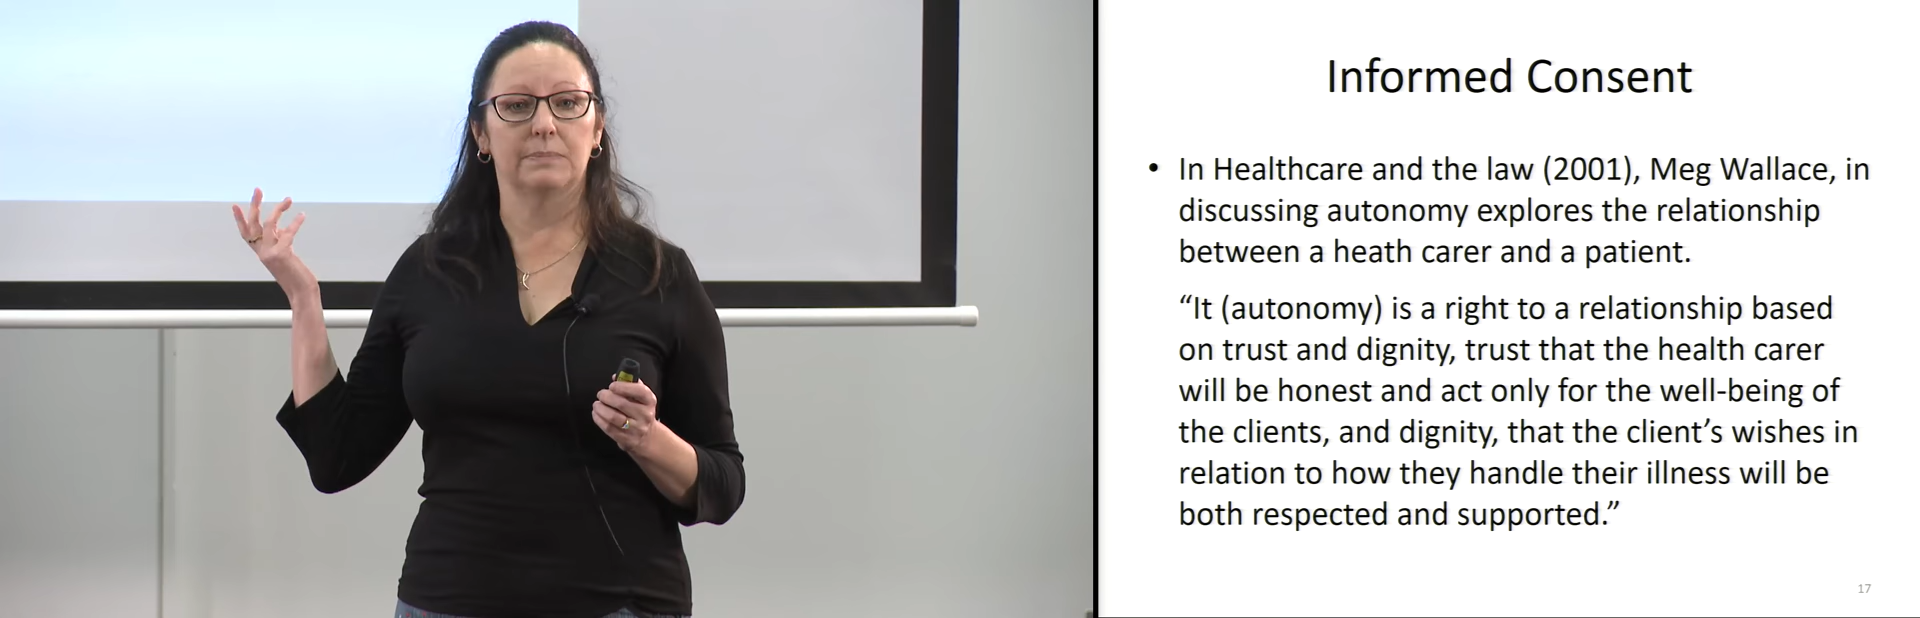 Informed Consent
• In Healthcare and the law (2001), Meg Wallace, in
discussing autonomy explores the relationship
between a heath carer and a patient.
“It (autonomy) is a right to a relationship based
on trust and dignity, trust that the health carer
will be honest and act only for the well-being of
the clients, and dignity, that the client’s wishes in
relation to how they handle their illness will be
both respected and supported.”
17